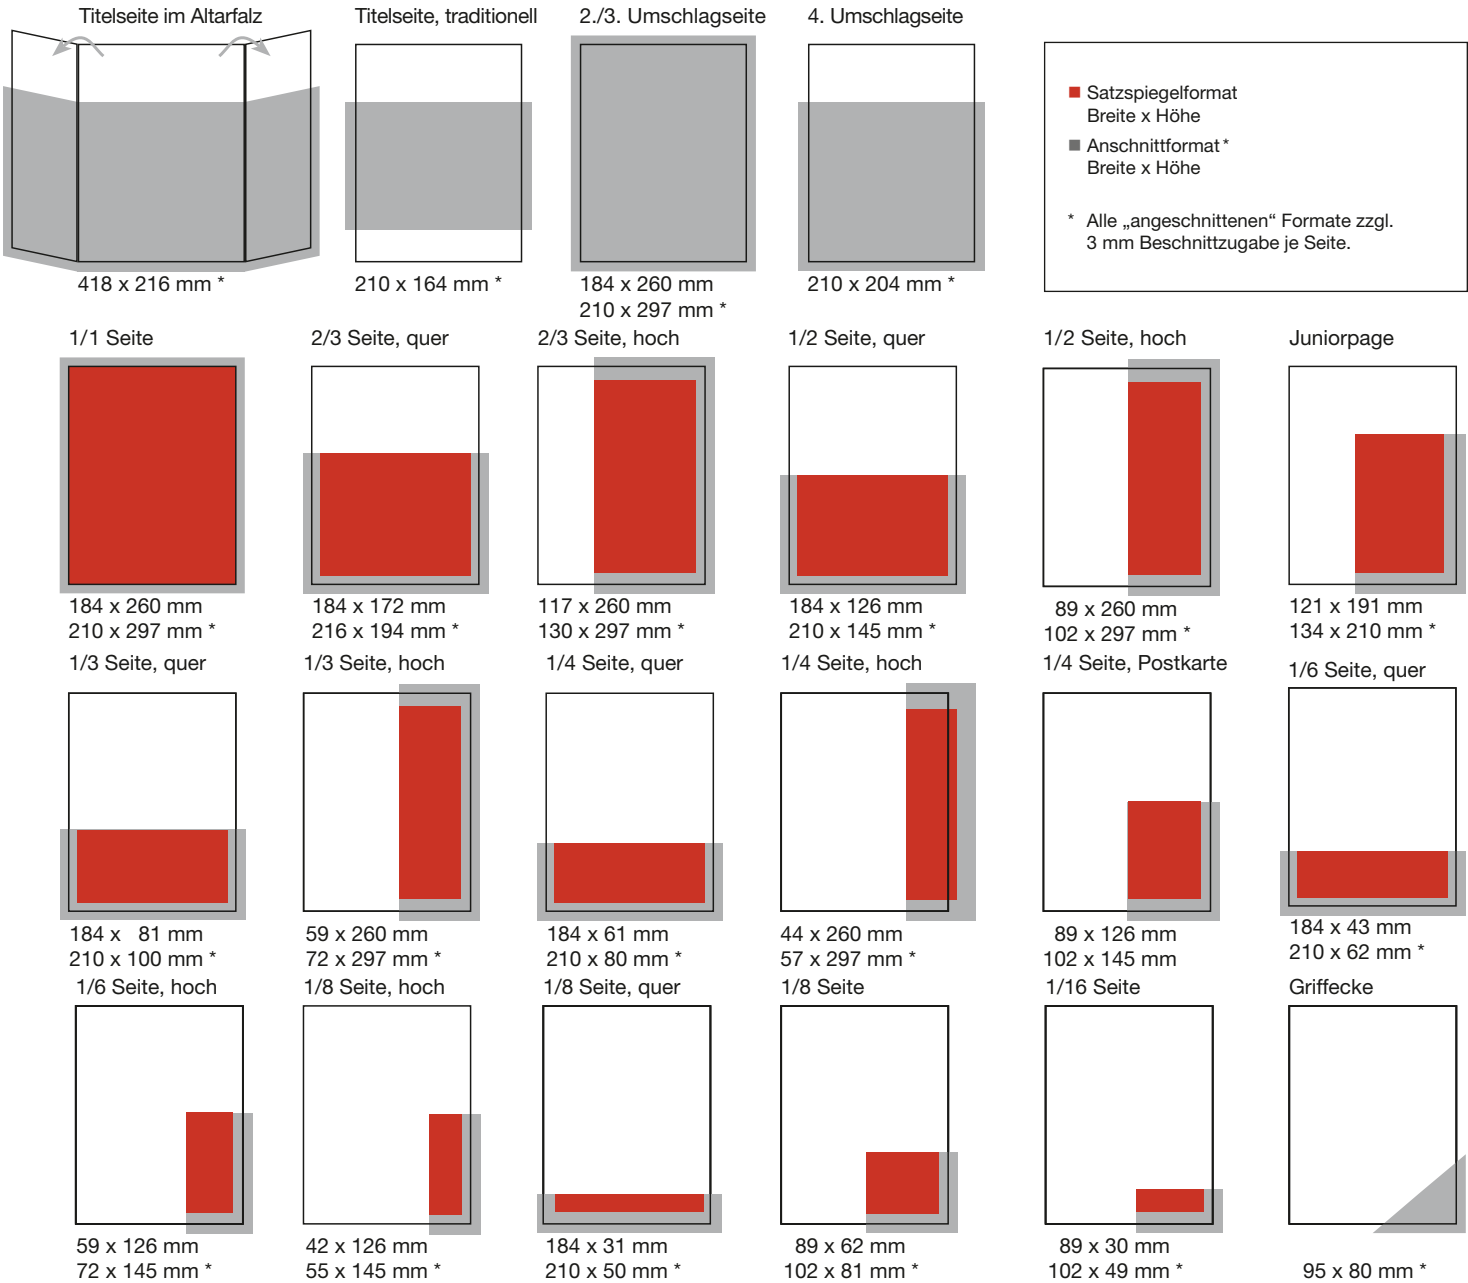 Titelseite im Altarfalz
418 x 216 mm *
Titelseite, traditionell
210 x 164 mm *
2./3. Umschlagseite
184 x 260 mm
210 x 297 mm *
4. Umschlagseite
210 x 204 mm *
Satzspiegelformat
Breite x Höhe
Anschnittformat *
Breite x Höhe
* Alle „angeschnittenen“ Formate zzgl.
3 mm Beschnittzugabe je Seite.
1/1 Seite
184 x 260 mm
210 x 297 mm *
2/3 Seite, quer
184 x 172 mm
216 x 194 mm *
2/3 Seite, hoch
117 x 260 mm
130 x 297 mm *
1/2 Seite, quer
184 x 126 mm
210 x 145 mm *
1/2 Seite, hoch
89 x 260 mm
102 x 297 mm *
Juniorpage
121 x 191 mm
134 x 210 mm *
1/3 Seite, quer
184 x 81 mm
210 x 100 mm *
1/3 Seite, hoch
59 x 260 mm
72 x 297 mm *
1/4 Seite, quer
184 x 61 mm
210 x 80 mm *
1/4 Seite, hoch
44 x 260 mm
57 x 297 mm *
1/4 Seite, Postkarte
89 x 126 mm
102 x 145 mm
1/6 Seite, quer
184 x 43 mm
210 x 62 mm *
1/6 Seite, hoch
59 x 126 mm
72 x 145 mm *
1/8 Seite, hoch
42 x 126 mm
55 x 145 mm *
1/8 Seite, quer
184 x 31 mm
210 x 50 mm *
1/8 Seite
89 x 62 mm
102 x 81 mm *
1/16 Seite
89 x 30 mm
102 x 49 mm *
Griffecke
95 x 80 mm *